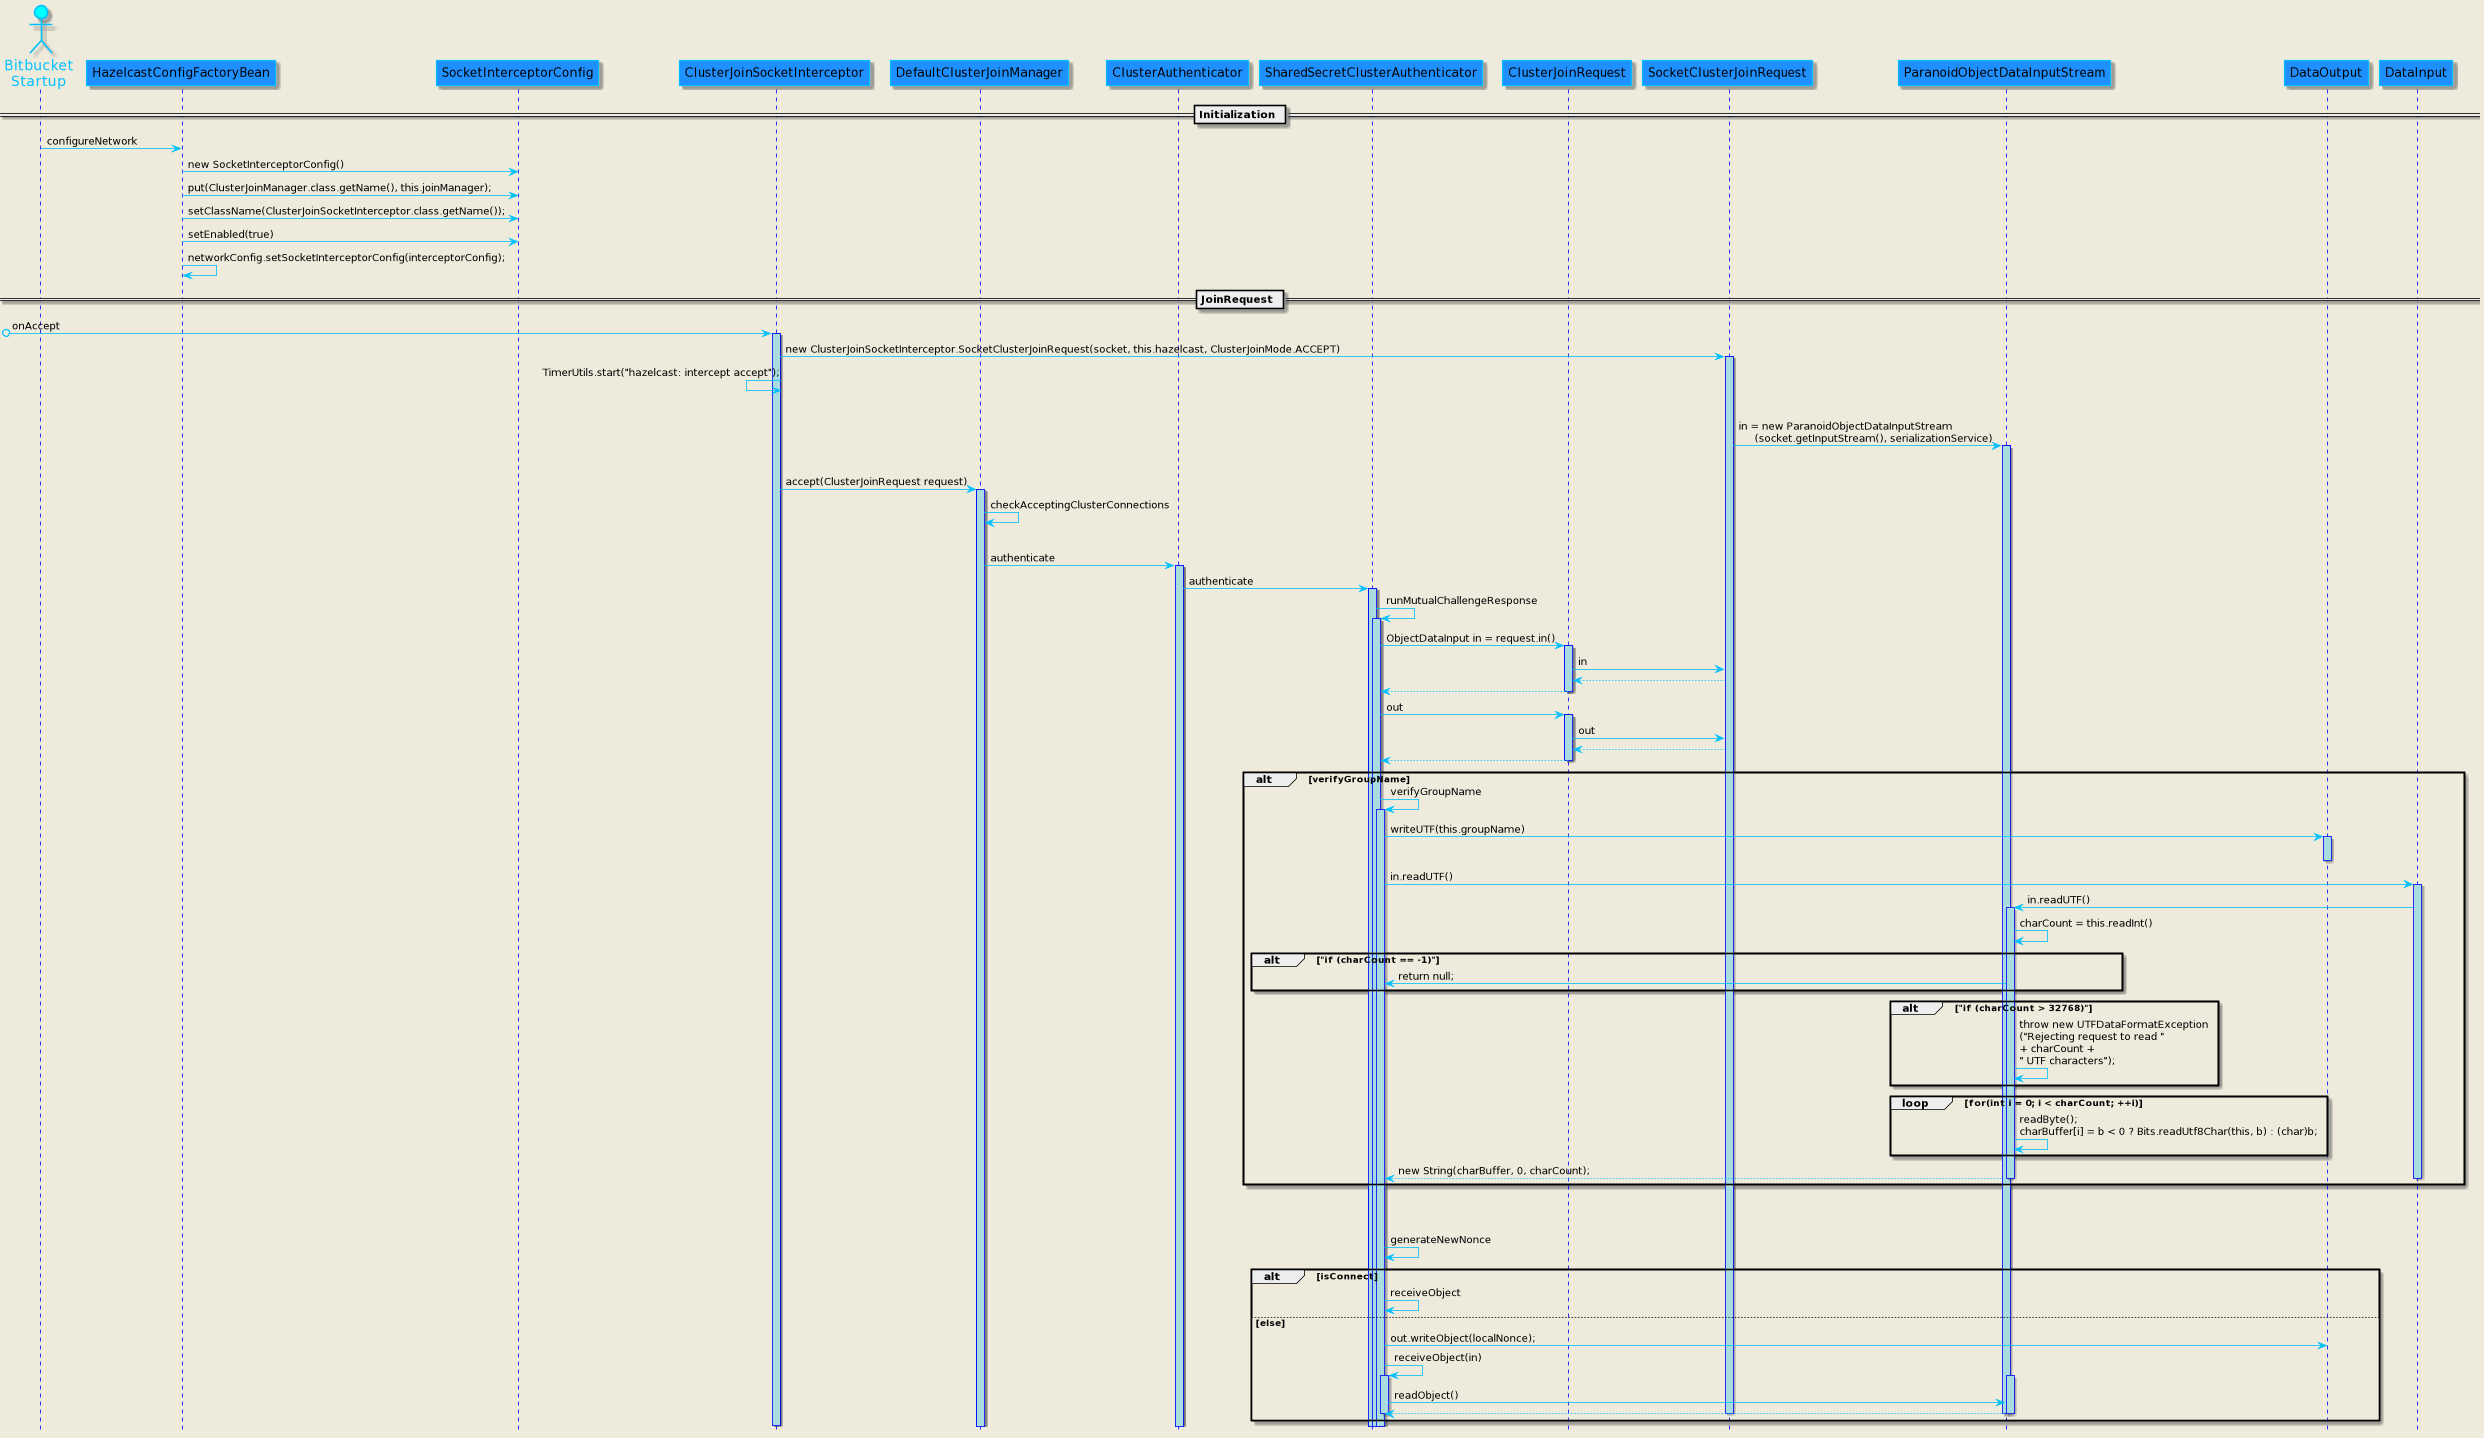 Bitbucket
Startup
HazelcastConfigFactoryBean
SocketInterceptorConfig
ClusterJoinSocketInterceptor
DefaultClusterJoinManager
ClusterAuthenticator
SharedSecretClusterAuthenticator
ClusterJoinRequest
SocketClusterJoinRequest
ParanoidObjectDataInputStream
DataOutput
DataInput
Initialization
configureNetwork
new SocketInterceptorConfig()
put(ClusterJoinManager.class.getName(), this.joinManager);
setClassName(ClusterJoinSocketInterceptor.class.getName());
setEnabled(true)
networkConfig.setSocketInterceptorConfig(interceptorConfig);
JoinRequest
onAccept
new ClusterJoinSocketInterceptor.SocketClusterJoinRequest(socket, this.hazelcast, ClusterJoinMode.ACCEPT)
TimerUtils.start("hazelcast: intercept accept");
in = new ParanoidObjectDataInputStream
(socket.getInputStream(), serializationService)
accept(ClusterJoinRequest request)
checkAcceptingClusterConnections
authenticate
authenticate
runMutualChallengeResponse
ObjectDataInput in = request.in()
in
out
out
alt [verifyGroupName]
verifyGroupName
writeUTF(this.groupName)
in.readUTF()
in.readUTF()
charCount = this.readInt()
alt ["if (charCount == -1)"]
return null;
alt ["if (charCount > 32768)"]
throw new UTFDataFormatException
("Rejecting request to read "
+ charCount +
" UTF characters");
loop [for(int i = 0; i < charCount; ++i)]
readByte();
charBuffer[i] = b < 0 ? Bits.readUtf8Char(this, b) : (char)b;
new String(charBuffer, 0, charCount);
generateNewNonce
alt [isConnect]
receiveObject
[else]
out.writeObject(localNonce);
receiveObject(in)
readObject()